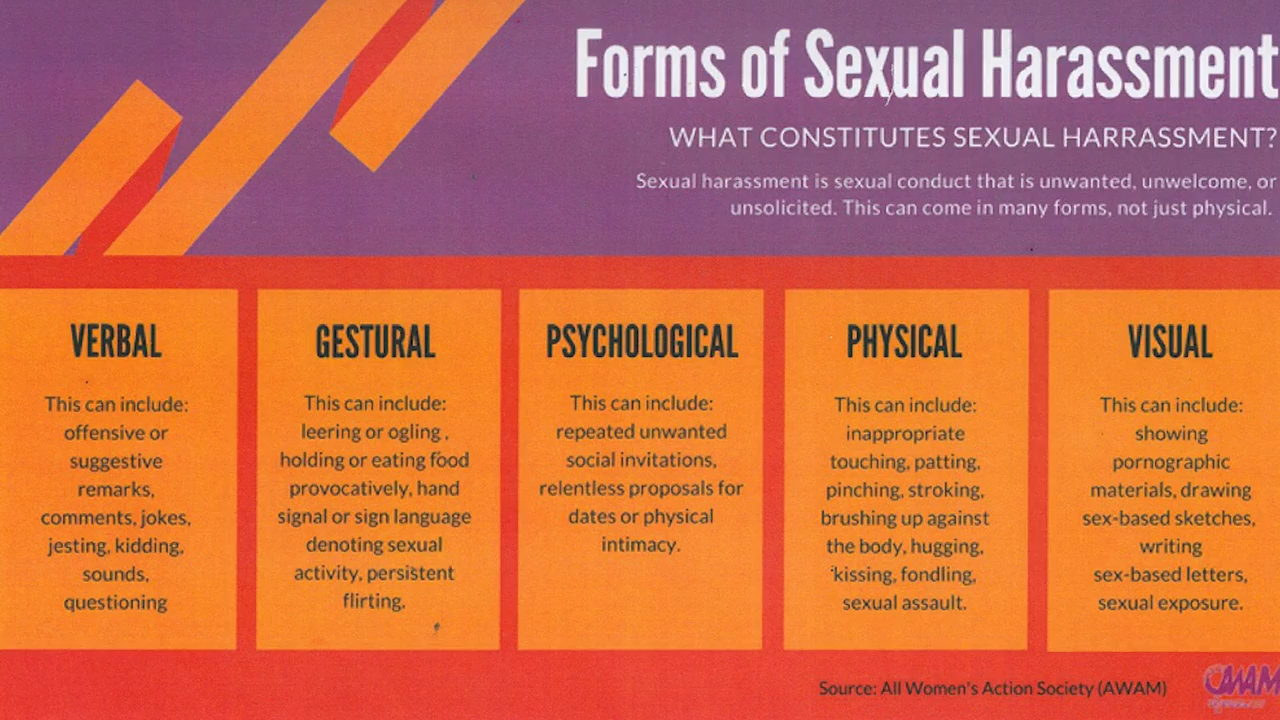 Forms of Sexual Harassment
WHAT CONSTITUTES SEXUAL HARRASSMENT?
Sexual harassment is sexual conduct that is unwanted, unwelcome, or
unsolicited. This can come in many forms, not just physical.
VERBAL
This can include:
offensive or
suggestive
remarks,
comments, jokes,
jesting, kidding,
sounds,
questioning
GESTURAL
This can include:
leering or ogling ,
holding or eating food
provocatively, hand
signal or sign language
denoting sexual
activity, persistent
flirting.
PSYCHOLOGICAL
This can include:
repeated unwanted
social invitations,
relentless proposals for
dates or physical
intimacy.
PHYSICAL
This can include:
inappropriate
touching, patting,
pinching, stroking,
brushing up against
the body, hugging,
kissing, fondling,
sexual assault.
VISUAL
This can include:
showing
pornographic
materials, drawing
sex-based sketches,
writing
sex-based letters,
sexual exposure.
Source: All Women's Action Society (AWAM)
AWAM